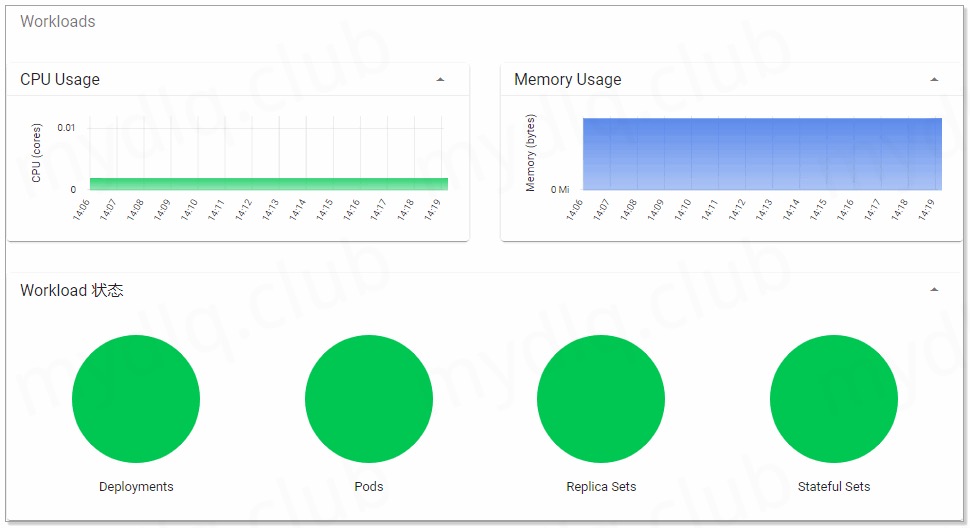 Workloads
CPU Usage
Memory Usage
CPU (cores)
0.01
0
14:06
14:07
14:08
14:09
14:10
14:11
14:12
14:13
14:14
14:15
14:16
14:17
14:18
14:19
Memory (bytes)
0 Mi
14:06
14:07
14:08
14:09
14:10
14:11
14:12
14:13
14:14
14:15
14:16
14:17
14:18
14:19
Workload 状态
Deployments
Pods
Replica Sets
Stateful Sets
mydlq.club